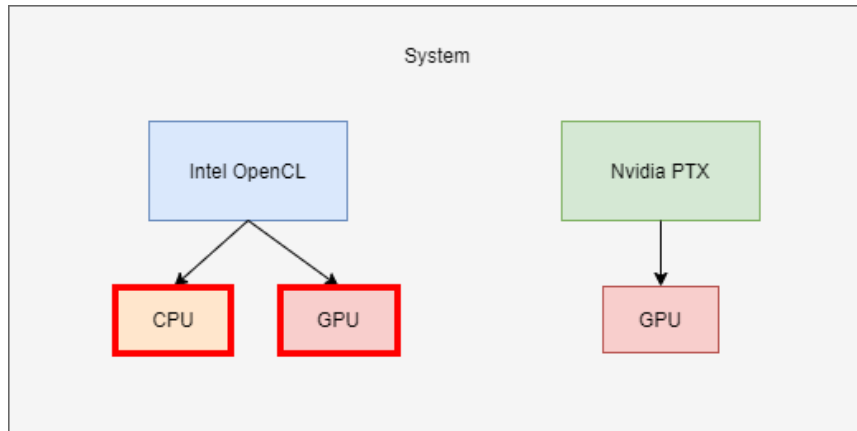 System
Intel OpenCL
Nvidia PTX
CPU
GPU
GPU